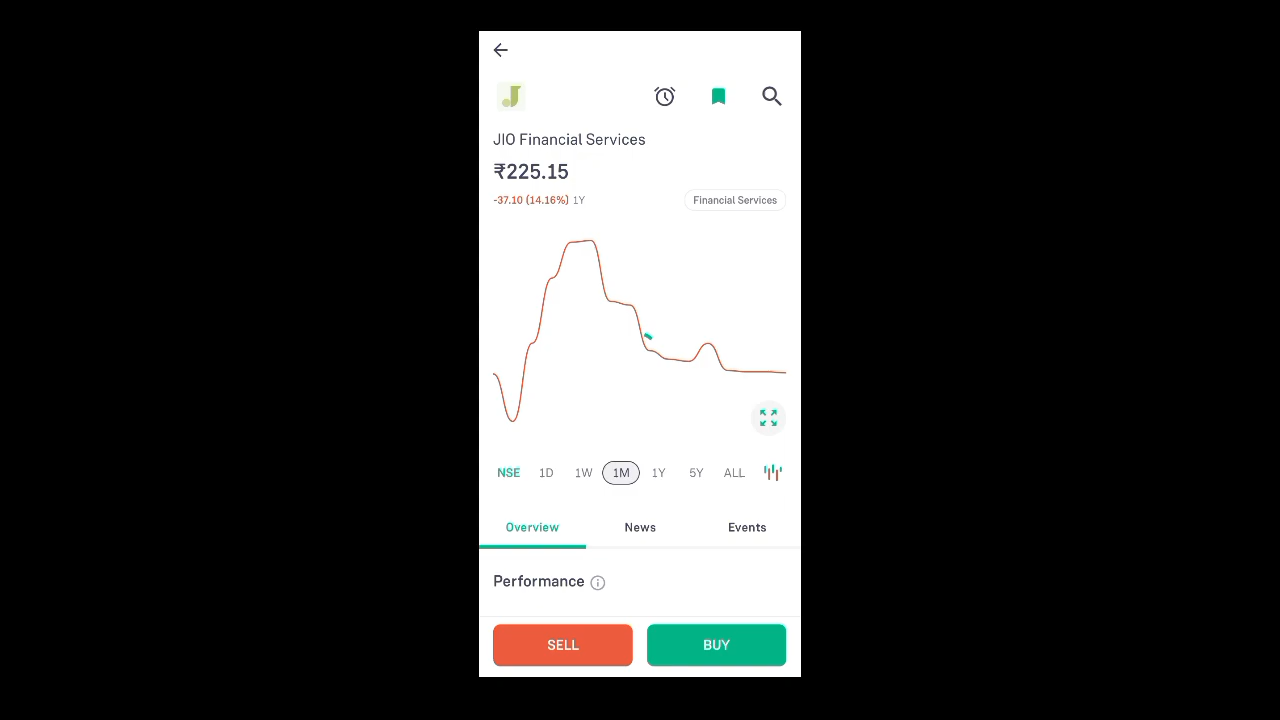 JIO Financial Services
₹225.15
-37.10 (14.16%) 1Y
Financial Services
NSE 1D 1W 1M 1Y 5Y ALL
Overview News Events
Performance
SELL BUY